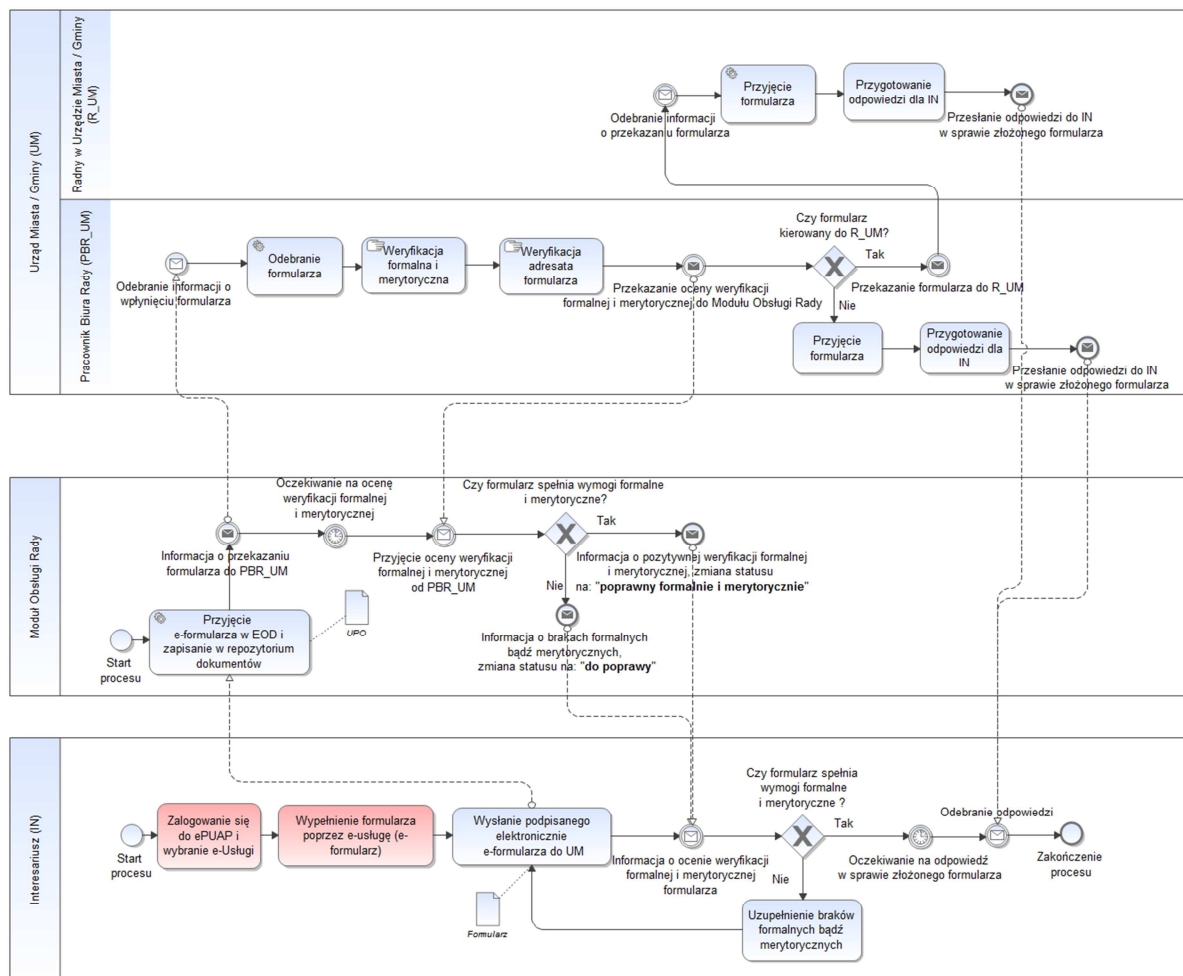 Urząd Miasta / Gminy (UM)
Radny w Urzędzie Miasta / Gminy
(R_UM)
Odebranie informacji
o przekazaniu formularza
Przyjęcie
formularza
Przygotowanie
odpowiedzi dla IN
Przesłanie odpowiedzi do IN
w sprawie złożonego formularza
Pracownik Biura Rady (PBR_UM)
Odebranie informacji o
wpłynięciu formularza
Odebranie
formularza
Weryfikacja
formalna i
merytoryczna
Weryfikacja
adresata
formularza
Przekazanie oceny weryfikacji
formalnej i merytorycznej do Modułu Obsługi Rady
Czy formularz
kierowany do R_UM?
Tak
Przekazanie formularza do R_UM
Nie
Przyjęcie
formularza
Przygotowanie
odpowiedzi dla
IN
Przesłanie odpowiedzi do IN
w sprawie złożonego formularza
Moduł Obsługi Rady
Start
procesu
Przyjęcie
e-formularza w EOD i
zapisanie w repozytorium
dokumentów
UPO
Informacja o przekazaniu
formularza do PBR_UM
Oczekiwanie na ocenę
weryfikacji formalnej
i merytorycznej
Przyjęcie oceny weryfikacji
formalnej i merytorycznej
od PBR_UM
Czy formularz spełnia wymogi formalne
i merytoryczne?
Tak
Informacja o pozytywnej weryfikacji formalnej
i merytorycznej, zmiana statusu
na: "poprawny formalnie i merytorycznie"
Nie
Informacja o brakach formalnych
bądź merytorycznych,
zmiana statusu na: "do poprawy"
Interesariusz (IN)
Start
procesu
Zalogowanie się
do ePUAP i
wybranie e-Usługi
Wypełnienie formularza
poprzez e-usługę (e-
formularz)
Wysłanie podpisanego
elektronicznie
e-formularza do UM
Formularz
Informacja o ocenie weryfikacji
formalnej i merytorycznej
formularza
Czy formularz spełnia
wymogi formalne
i merytoryczne ?
Tak
Nie
Uzupełnienie braków
formalnych bądź
merytorycznych
Oczekiwanie na odpowiedź
w sprawie złożonego formularza
Odebranie odpowiedzi
Zakończenie
procesu